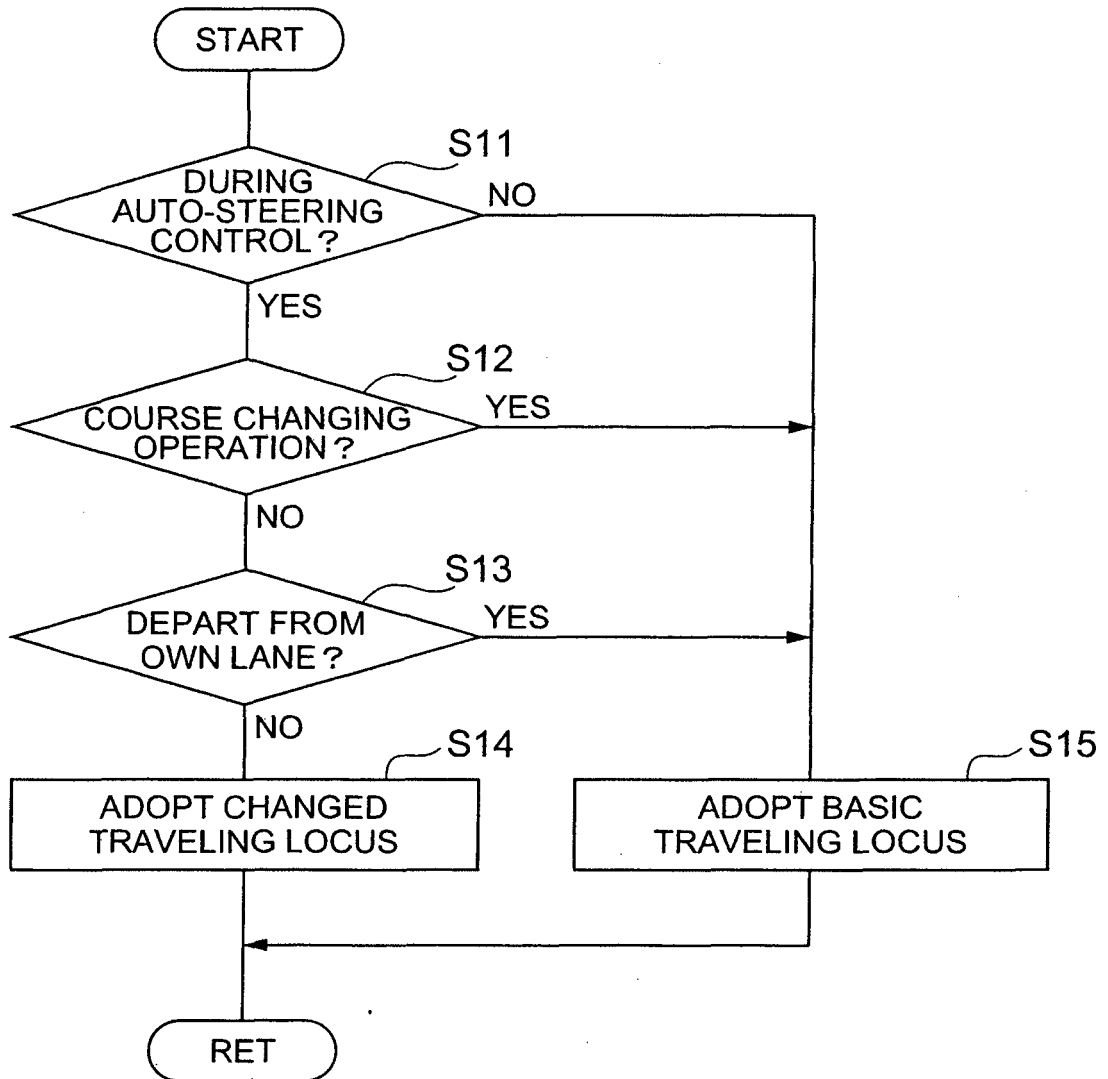 START
S11
DURING
AUTO-STEERING
CONTROL?
NO
YES
S12
COURSE CHANGING
OPERATION?
YES
NO
S13
DEPART FROM
OWN LANE?
YES
NO
S14
ADOPT CHANGED
TRAVELING LOCUS
S15
ADOPT BASIC
TRAVELING LOCUS
RET